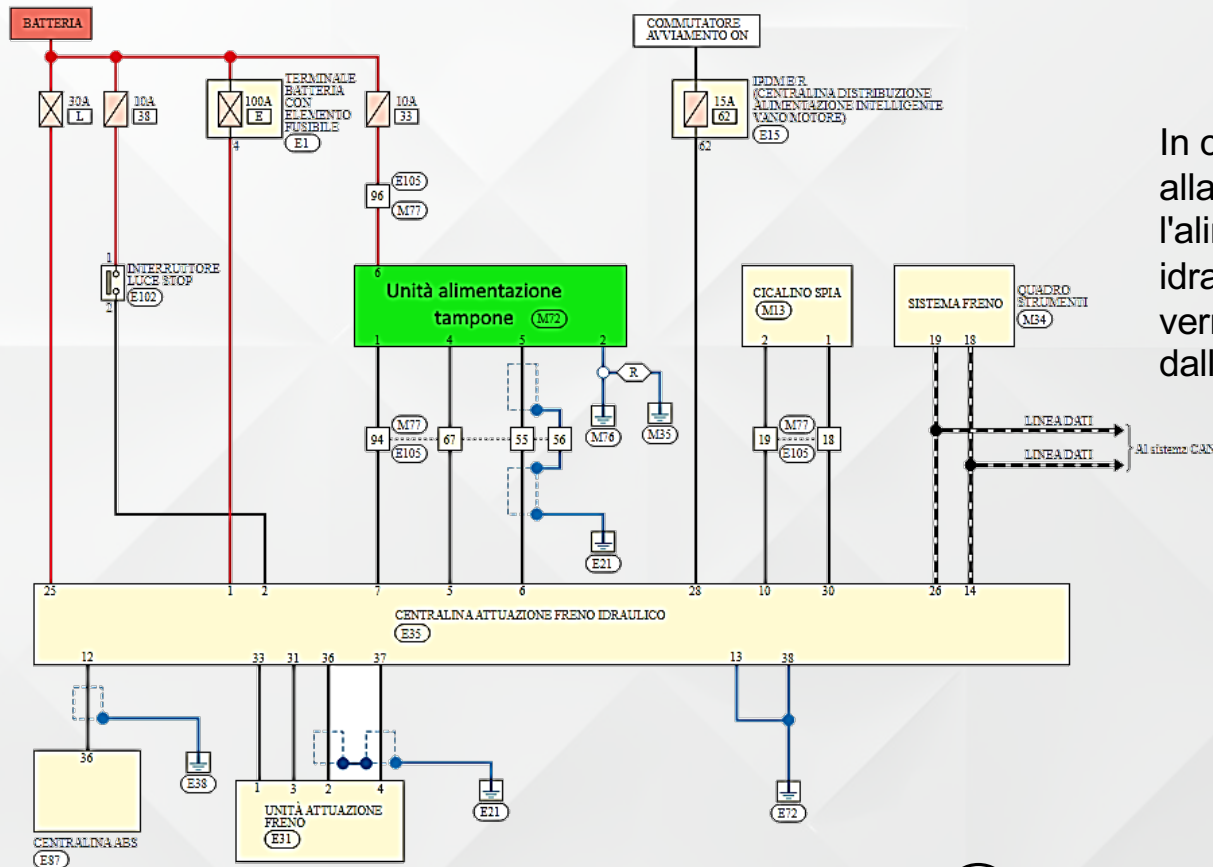 BATTERIA
COMMUTATORE
AVVIAMENTO ON
30A
L
10A
38
100A
E
TERMINALE
BATTERIA
CON
ELEMENTO
FUSIBILE
E1
4
10A
33
15A
62
IPDM E/R
(CENTRALINA DISTRIBUZIONE
ALIMENTAZIONE INTELLIGENTE
VANO MOTORE)
E15
62
In
alla
idra
dall
96
E105
M77
1
INTERRUTTORE
LUCE STOP
E102
2
6
Unità alimentazione
tampone M72
1 4 5 2
CICALINO SPIA
M13
2 1
SISTEMA FRENO
19 18
QUADRO
STRUMENTI
M34
R
M76 M35
94 M77 E105 67 55 56
19 M77 E105 18
LINEA DATI
LINEA DATI
Al sistema CAN
E21
25 1 2 7 5 6 28 10 30 26 14
CENTRALINA ATTUAZIONE FRENO IDRAULICO
E35
12 33 31 36 37 13 38
36
CENTRALINA ABS
E87
E38
1 3 2 4
UNITÀ ATTUAZIONE
FRENO
E31
E21
E72